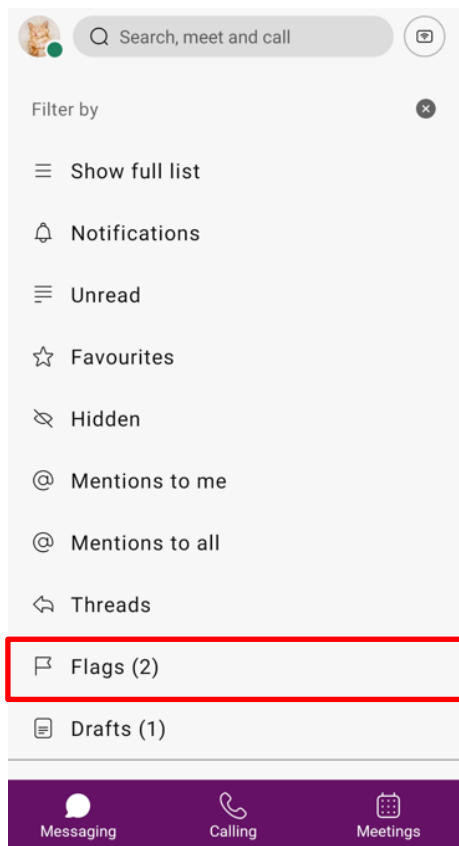 Search, meet and call
Filter by
Show full list
Notifications
Unread
Favourites
Hidden
Mentions to me
Mentions to all
Threads
Flags (2)
Drafts (1)
Messaging Calling Meetings